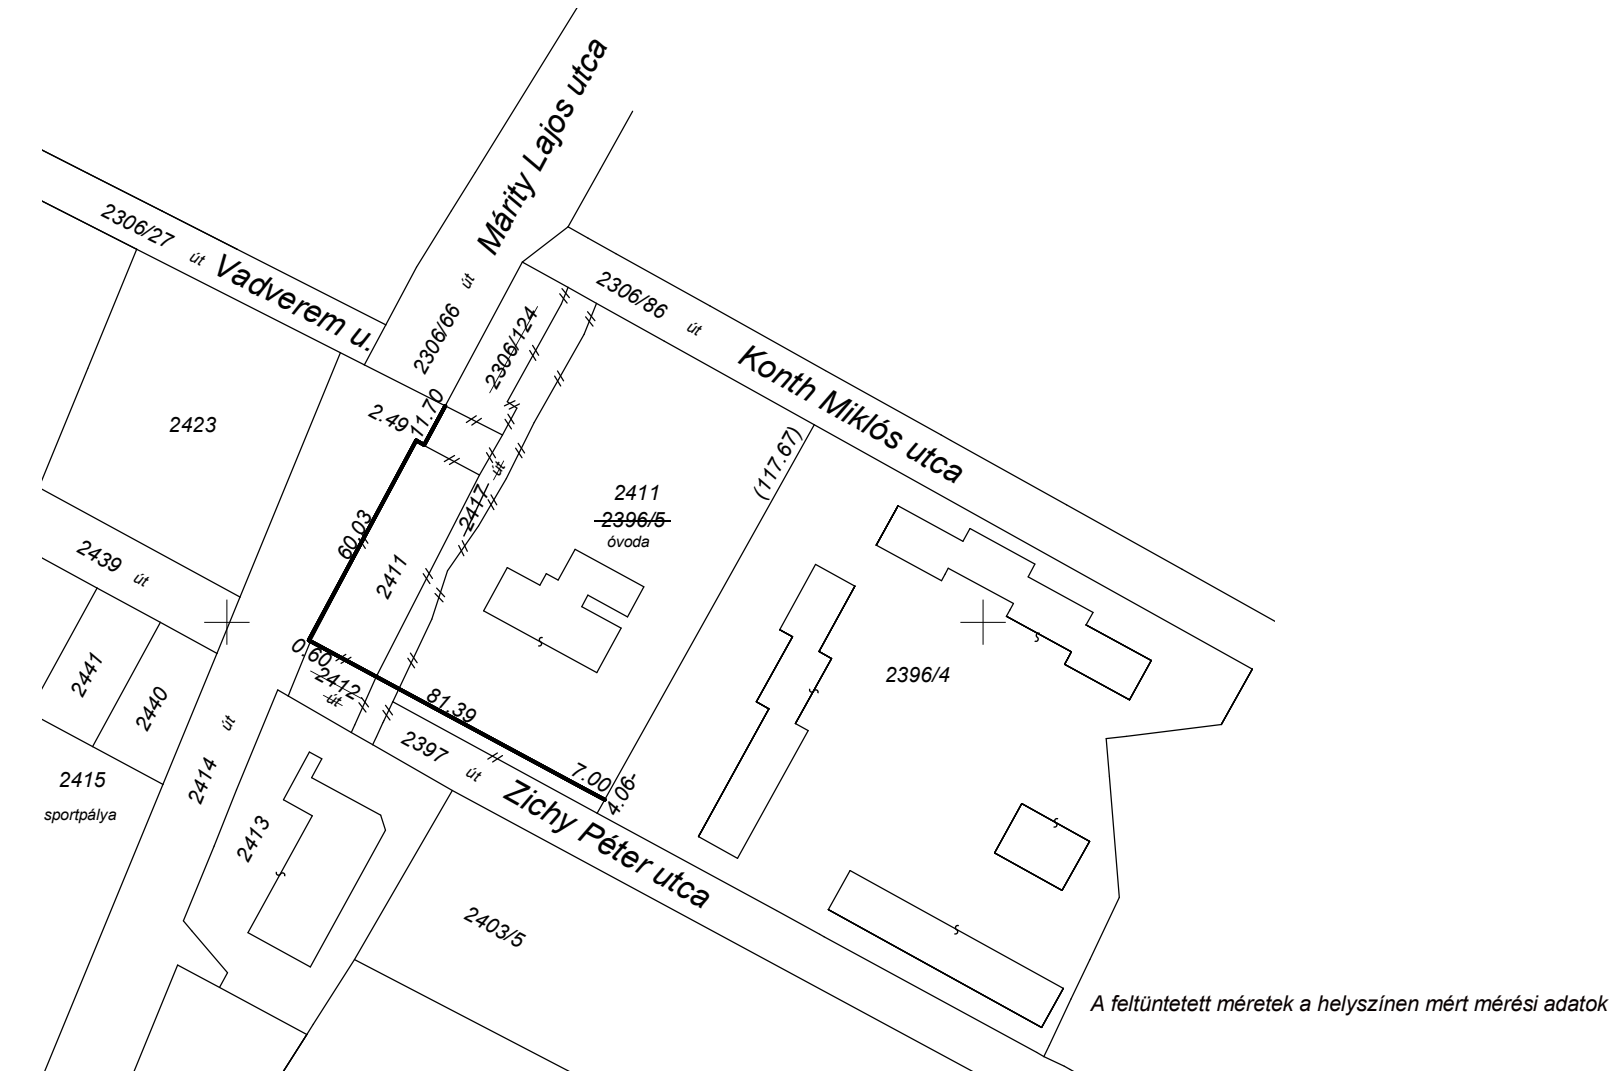 Márity Lajos utca
2306/27 út
Vadverem u.
2306/66 út
2306/124
2306/86 út
Konth Miklós utca
2423
2.49
11.70
(117.67)
2417 út
2411
2396/5
óvoda
60.03
2411
2439 út
2441
2440
0.60
2412
út
81.39
2396/4
2414 út
2397 út
Zichy Péter utca
7.00
4.06
2415
sportpálya
2413
2403/5
A feltüntetett méretek a helyszínen mért mérési adatok